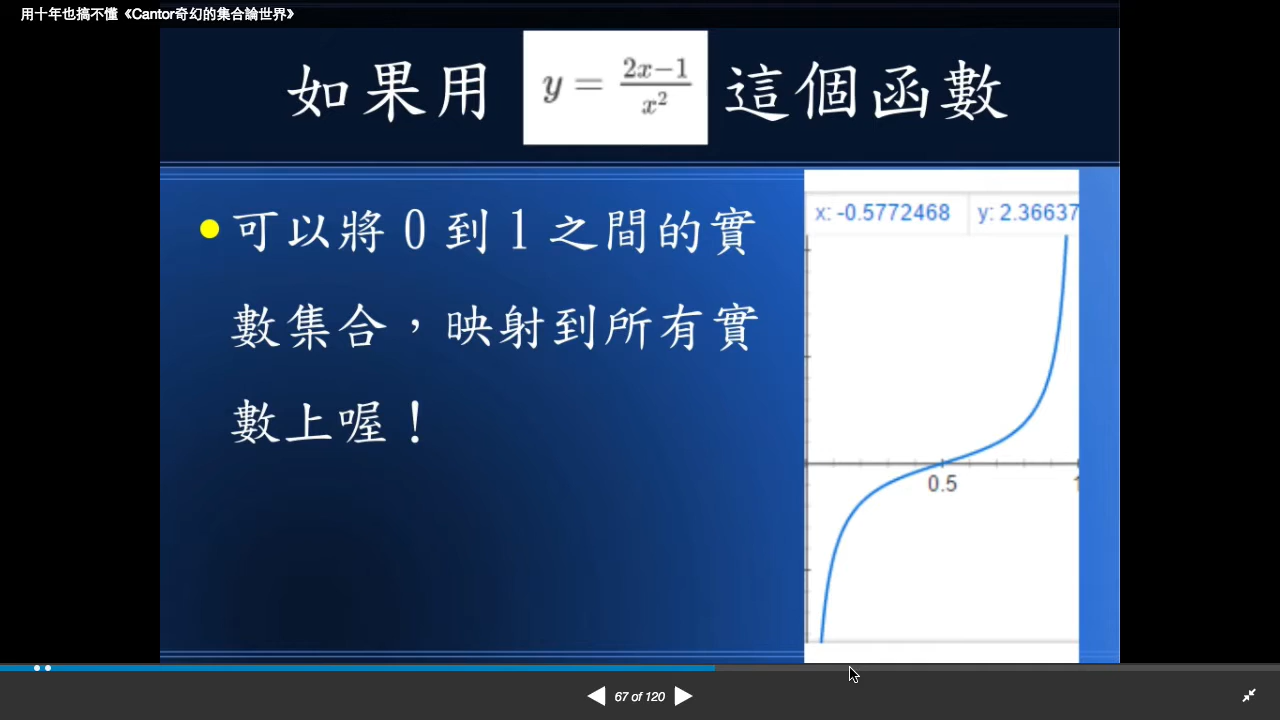 用十年也搞不懂《Cantor奇幻的集合論世界》
如果用 y = \frac{2x-1}{x^2} 這個函數
可以將 0 到 1 之間的實
數集合，映射到所有實
數上喔！
x: -0.5772468 y: 2.36637
0.5
1
67 of 120